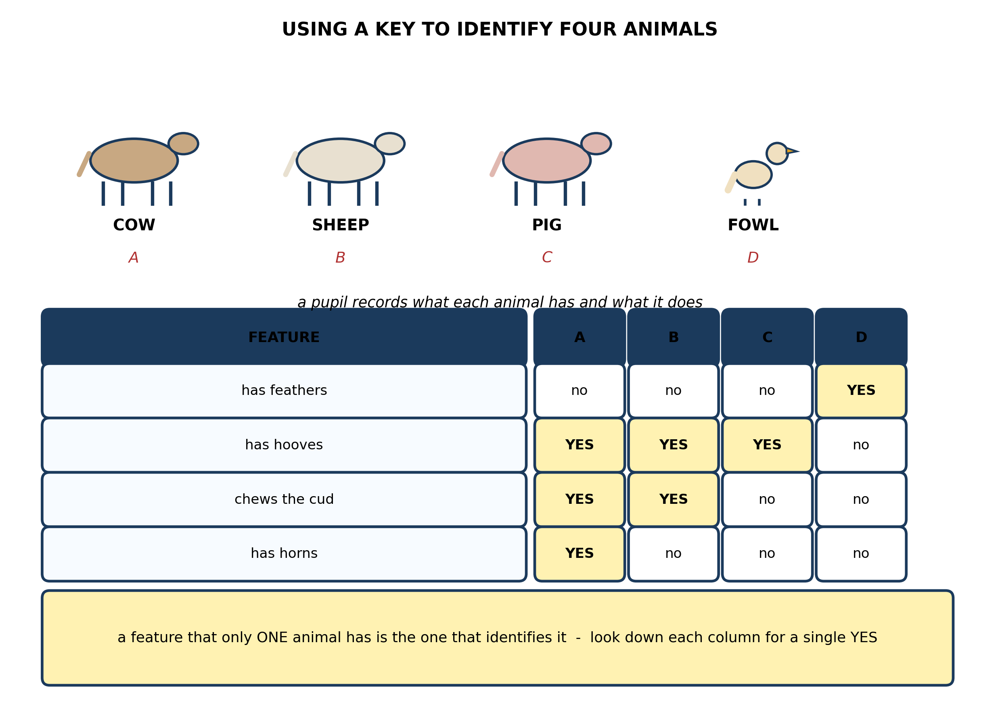 USING A KEY TO IDENTIFY FOUR ANIMALS
COW SHEEP PIG FOWL
A B C D
a pupil records what each animal has and what it does
FEATURE A B C D
has feathers no no no YES
has hooves YES YES YES no
chews the cud YES YES no no
has horns YES no no no
a feature that only ONE animal has is the one that identifies it - look down each column for a single YES